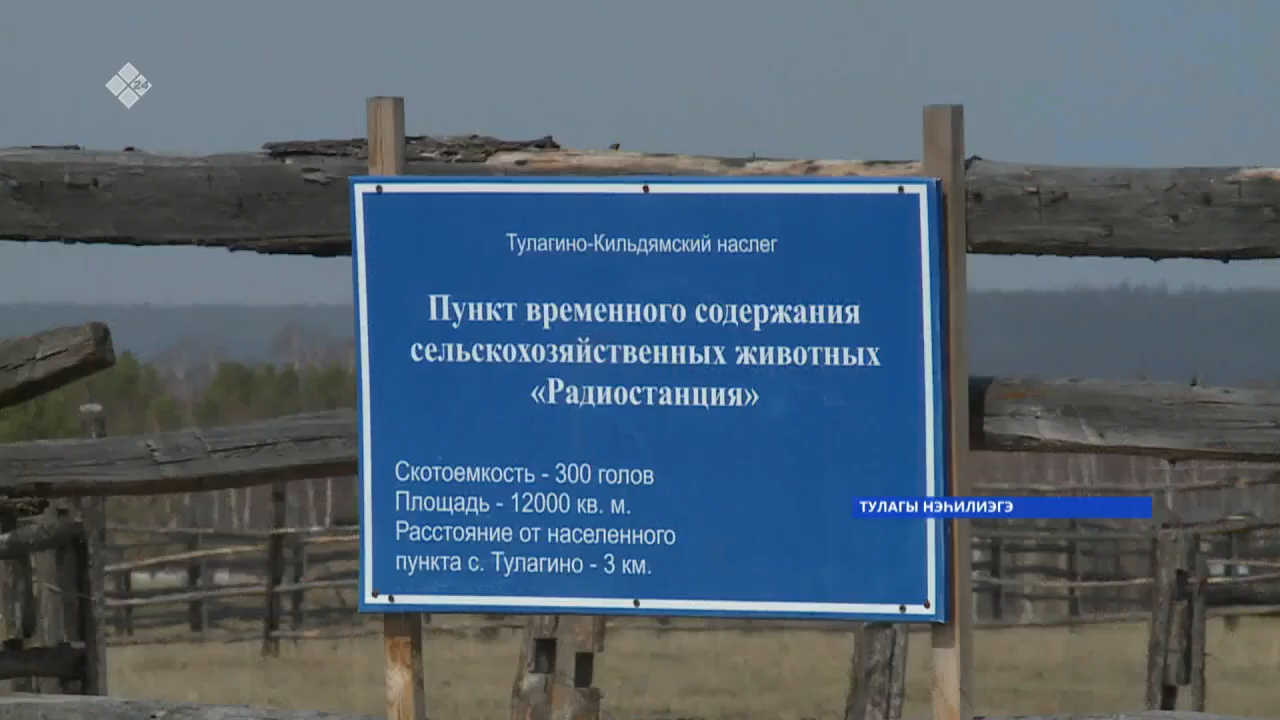 24
Тулагино-Кильдямский наслег
Пункт временного содержания
сельскохозяйственных животных
«Радиостанция»
Скотоемкость - 300 голов
Площадь - 12000 кв. м.
Расстояние от населенного
пункта с. Тулагино - 3 км.
ТУЛАГЫ НЭҺИЛИЭГЭ